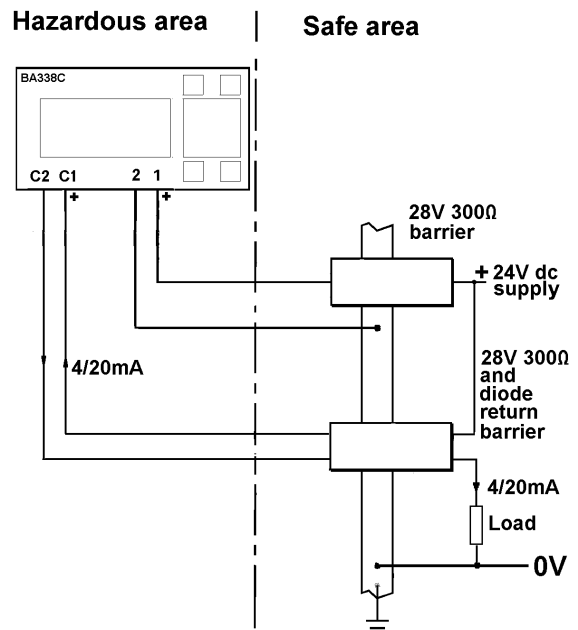 Hazardous area
Safe area
BA338C
C2 C1 2 1
+ +
28V 300Ω
barrier
+ 24V dc
supply
28V 300Ω
and
diode
return
barrier
4/20mA
4/20mA
Load
0V